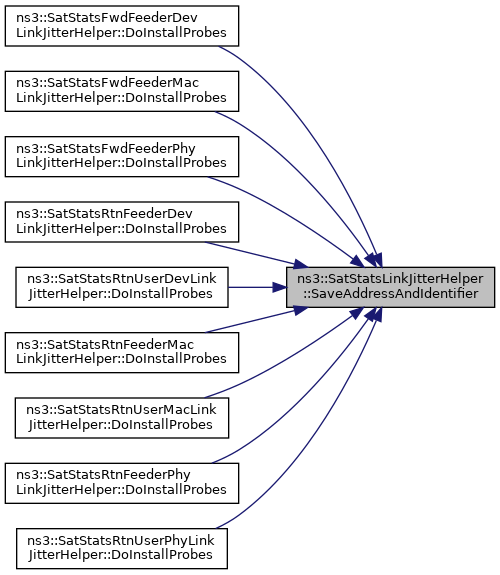 ns3::SatStatsFwdFeederDev
LinkJitterHelper::DoInstallProbes
ns3::SatStatsFwdFeederMac
LinkJitterHelper::DoInstallProbes
ns3::SatStatsFwdFeederPhy
LinkJitterHelper::DoInstallProbes
ns3::SatStatsRtnFeederDev
LinkJitterHelper::DoInstallProbes
ns3::SatStatsRtnUserDevLink
JitterHelper::DoInstallProbes
ns3::SatStatsLinkJitterHelper
::SaveAddressAndIdentifier
ns3::SatStatsRtnFeederMac
LinkJitterHelper::DoInstallProbes
ns3::SatStatsRtnUserMacLink
JitterHelper::DoInstallProbes
ns3::SatStatsRtnFeederPhy
LinkJitterHelper::DoInstallProbes
ns3::SatStatsRtnUserPhyLink
JitterHelper::DoInstallProbes